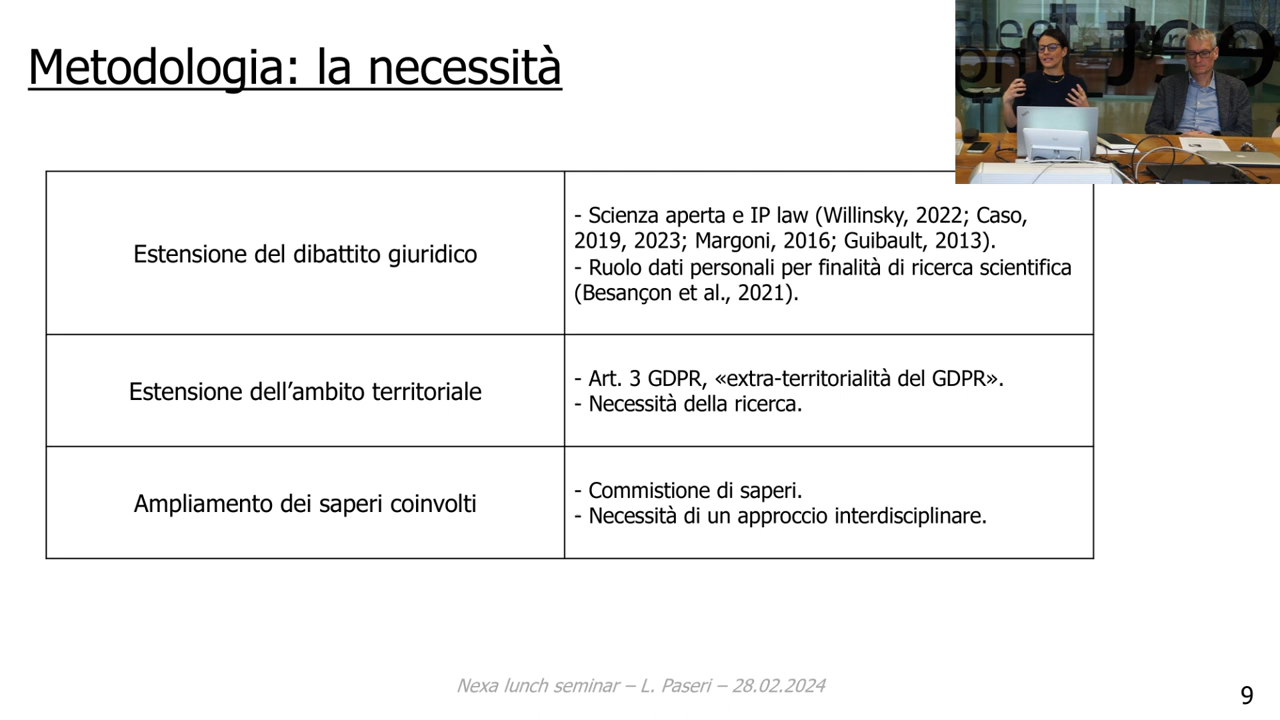 Metodologia: la necessità
Estensione del dibattito giuridico
- Scienza aperta e IP law (Willinsky, 2022; Caso,
2019, 2023; Margoni, 2016; Guibault, 2013).
- Ruolo dati personali per finalità di ricerca scientifica
(Besançon et al., 2021).
Estensione dell’ambito territoriale
- Art. 3 GDPR, «extra-territorialità del GDPR».
- Necessità della ricerca.
Ampliamento dei saperi coinvolti
- Commistione di saperi.
- Necessità di un approccio interdisciplinare.
Nexa lunch seminar – L. Paseri – 28.02.2024
9